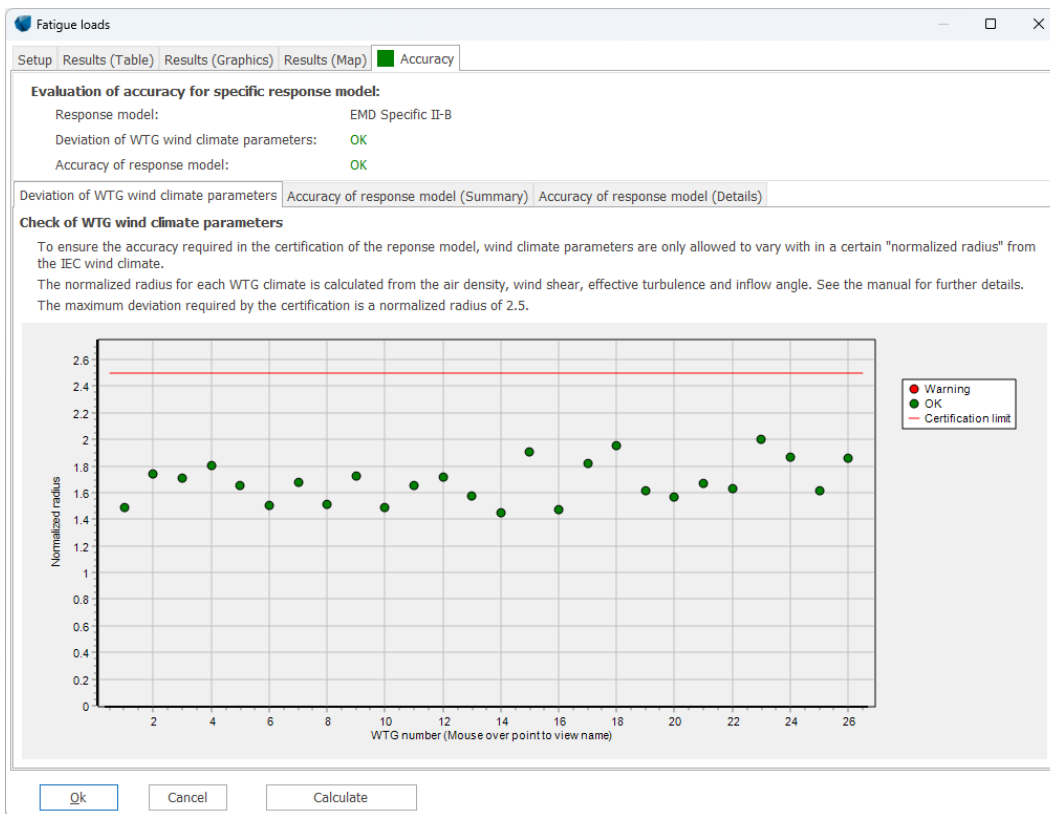 Fatigue loads
Setup Results (Table) Results (Graphics) Results (Map) Accuracy
Evaluation of accuracy for specific response model:
Response model: EMD Specific II-B
Deviation of WTG wind climate parameters: OK
Accuracy of response model: OK
Deviation of WTG wind climate parameters Accuracy of response model (Summary) Accuracy of response model (Details)
Check of WTG wind climate parameters
To ensure the accuracy required in the certification of the reponse model, wind climate parameters are only allowed to vary with in a certain "normalized radius" from
the IEC wind climate.
The normalized radius for each WTG climate is calculated from the air density, wind shear, effective turbulence and inflow angle. See the manual for further details.
The maximum deviation required by the certification is a normalized radius of 2.5.
2.6
2.4
2.2
2
1.8
1.6
1.4
1.2
1
0.8
0.6
0.4
0.2
0
Normalized radius
2 4 6 8 10 12 14 16 18 20 22 24 26
WTG number (Mouse over point to view name)
Warning
OK
Certification limit
Ok Cancel Calculate